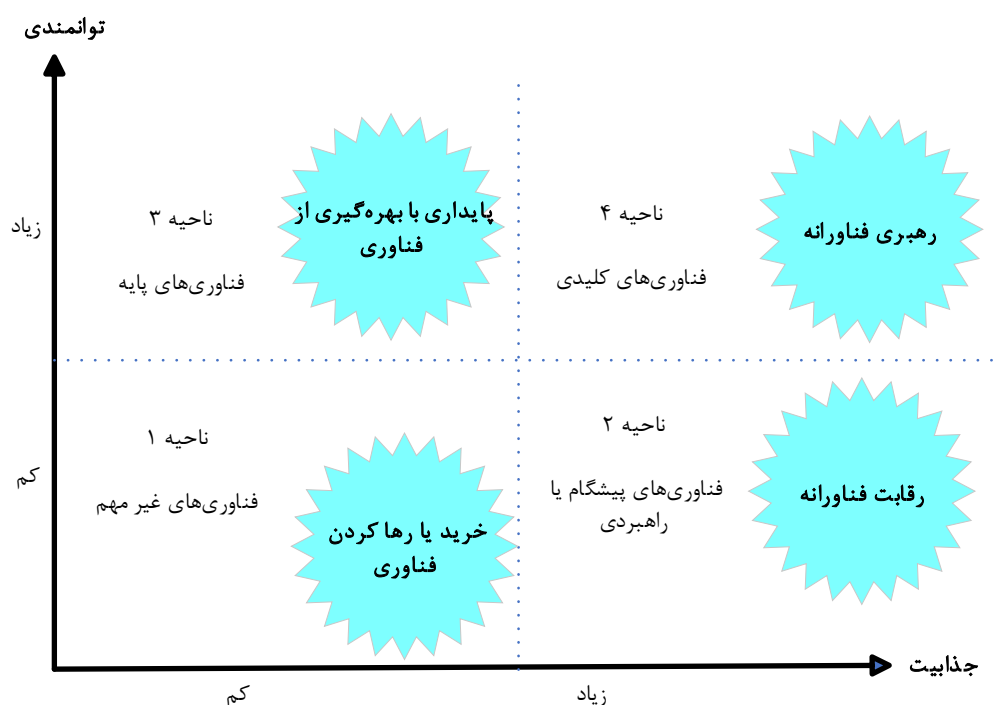 توانمندی
ناحیه ۴
فناوری‌های کلیدی
رهبری فناورانه
ناحیه ۳
فناوری‌های پایه
پایداری با بهره‌گیری از
فناوری
زیاد
ناحیه ۲
فناوری‌های پیشگام یا
راهبردی
رقابت فناورانه
ناحیه ۱
فناوری‌های غیر مهم
خرید یا رها کردن
فناوری
کم
جذابیت
زیاد
کم